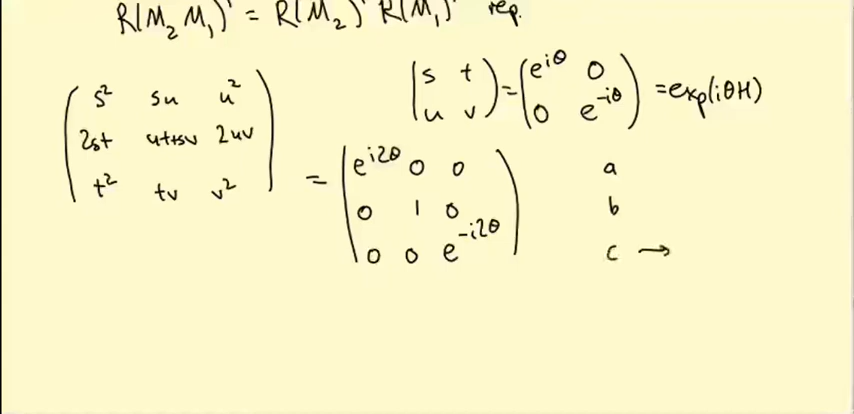 R(M₂M₁) = R(M₂) R(M₁) rep.
( s t ; u v ) = ( e^{iθ} 0 ; 0 e^{-iθ} ) = exp(iθH)
( s² su u² ; 2st ut+sv 2uv ; t² tv v² ) = ( e^{i2θ} 0 0 ; 0 1 0 ; 0 0 e^{-i2θ} )
a
b
c →